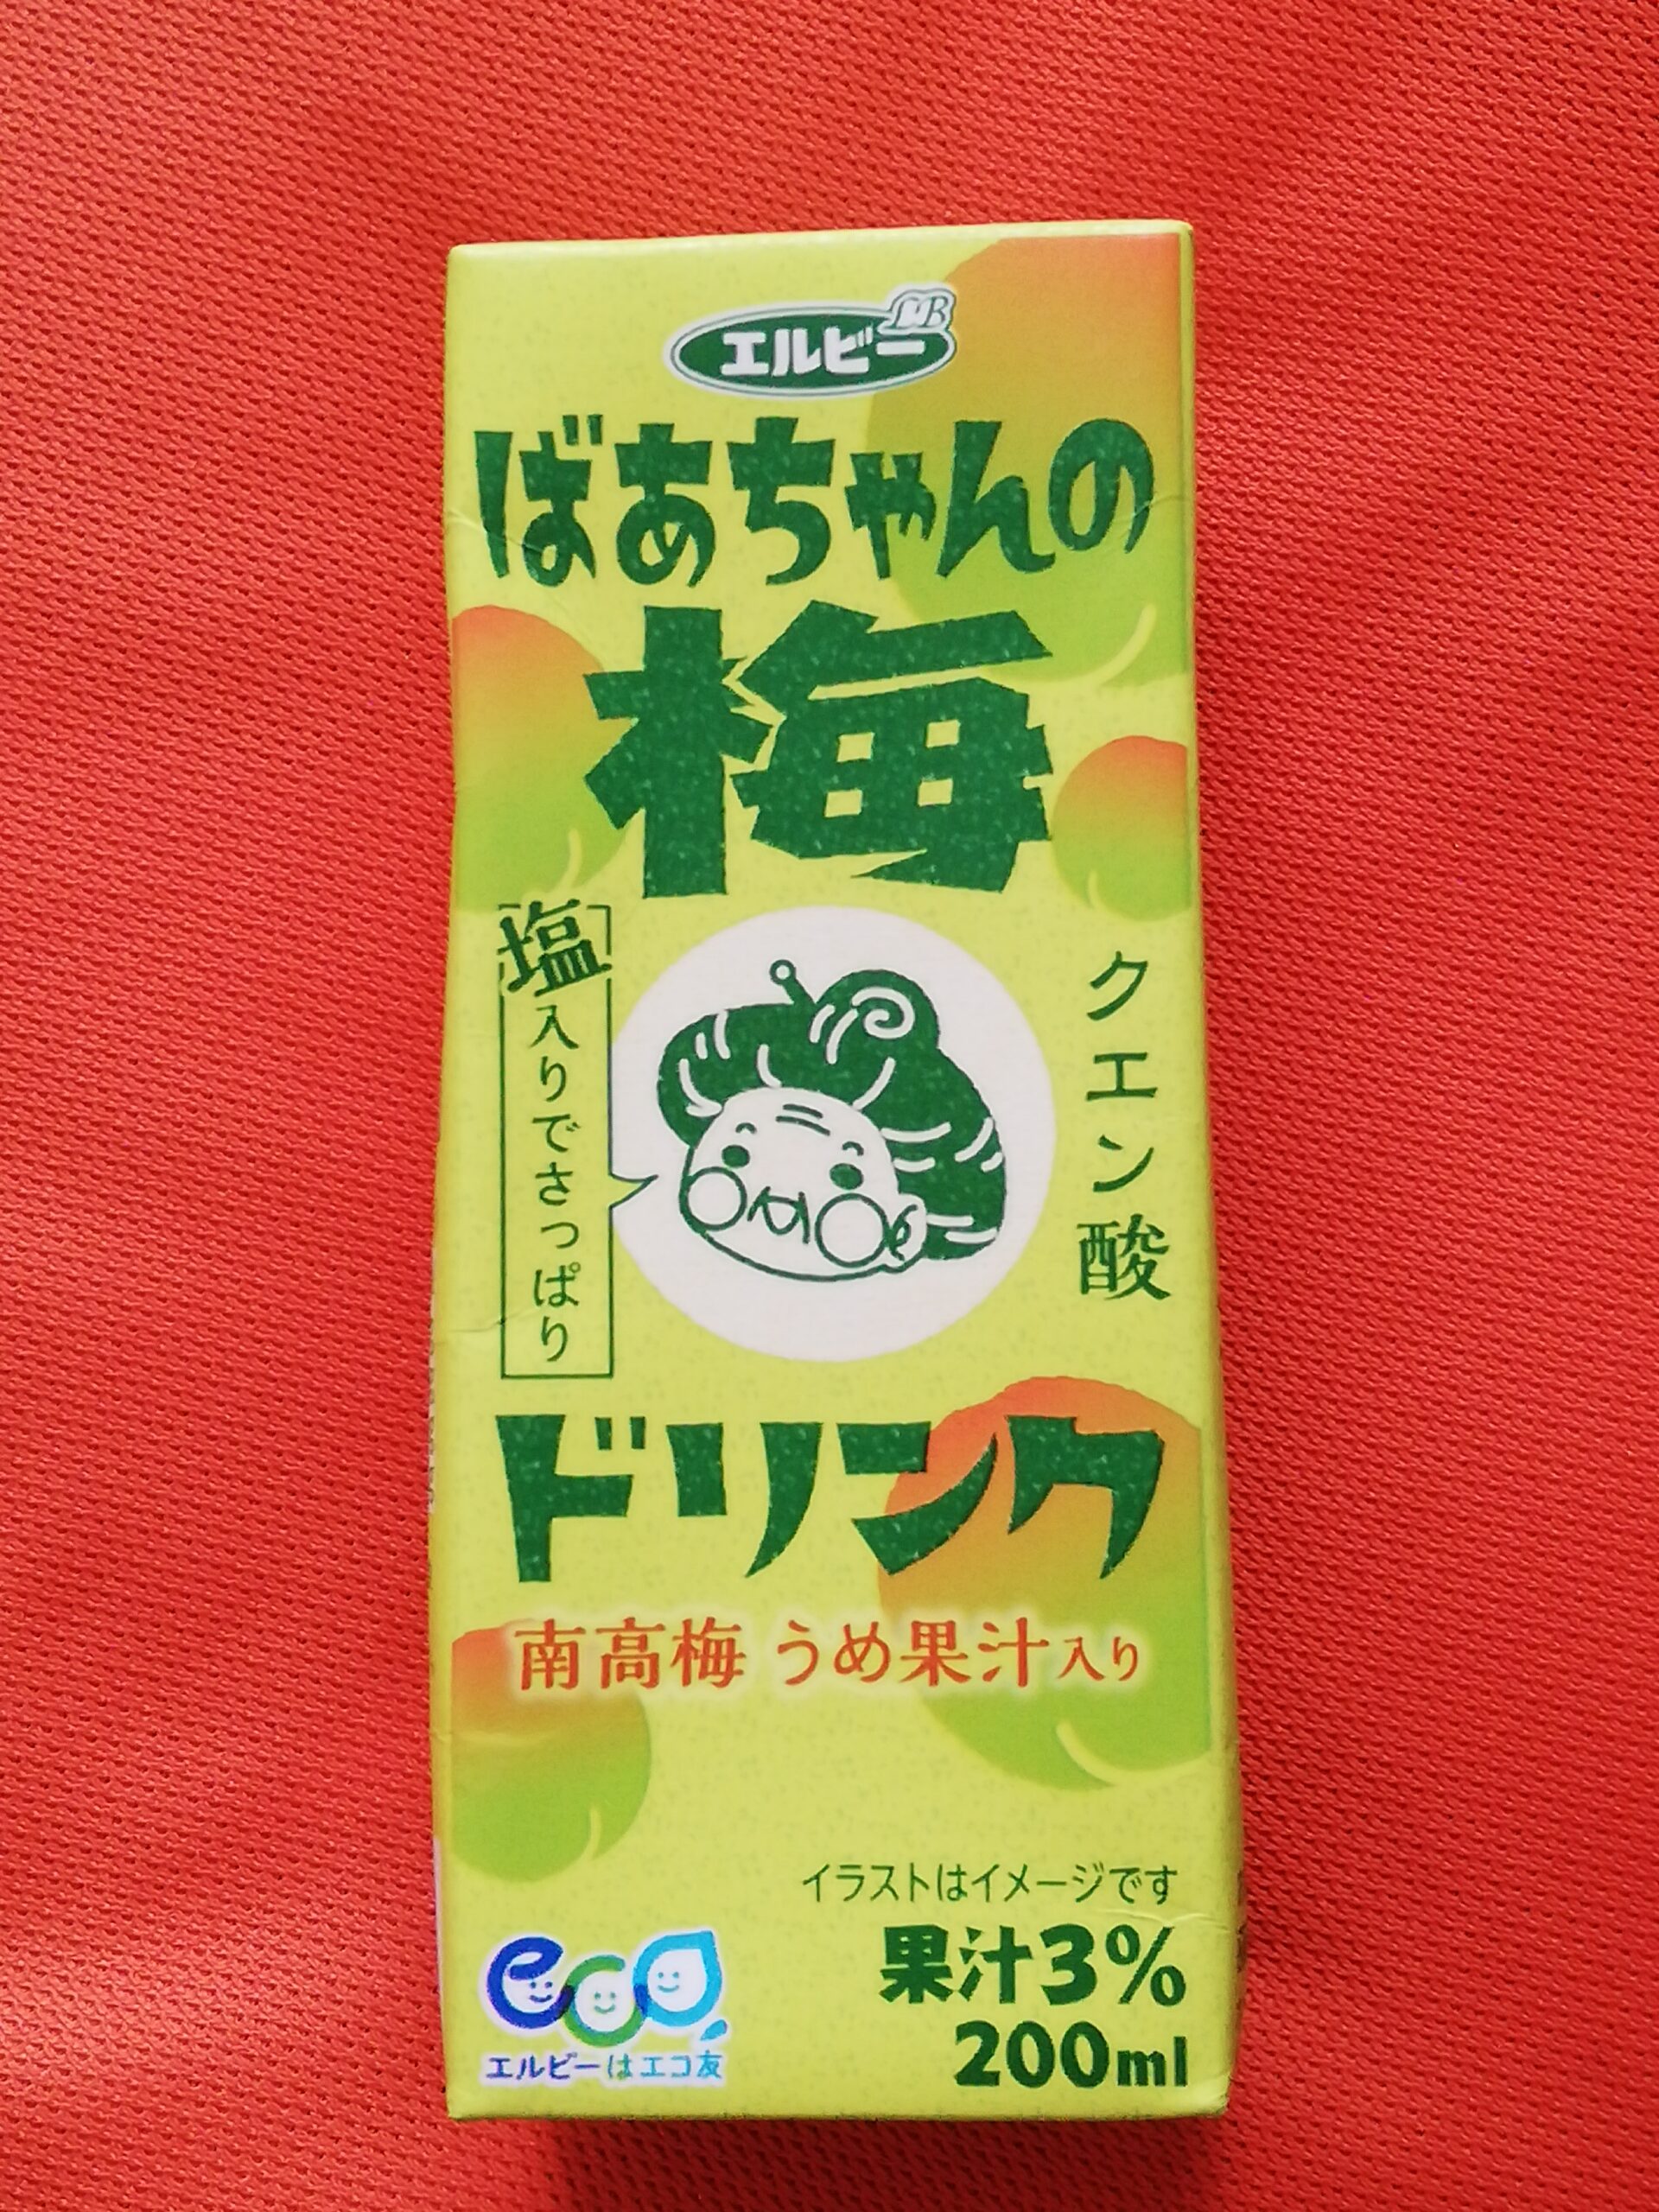 エルビー
LB
ばあちゃんの
梅
塩入りでさっぱり
クエン酸
ドリンク
南高梅 うめ果汁入り
イラストはイメージです
果汁3%
200ml
eco
エルビーはエコ友